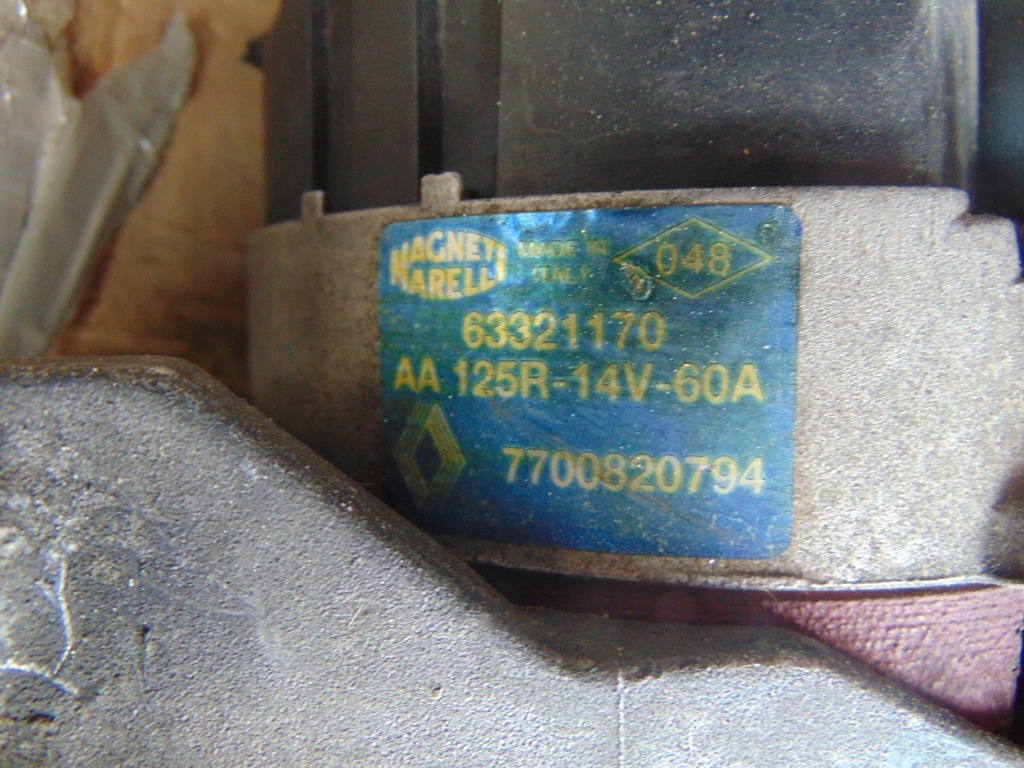 MAGNETI MARELLI
MADE IN ITALY
048
63321170
AA 125R-14V-60A
7700820794